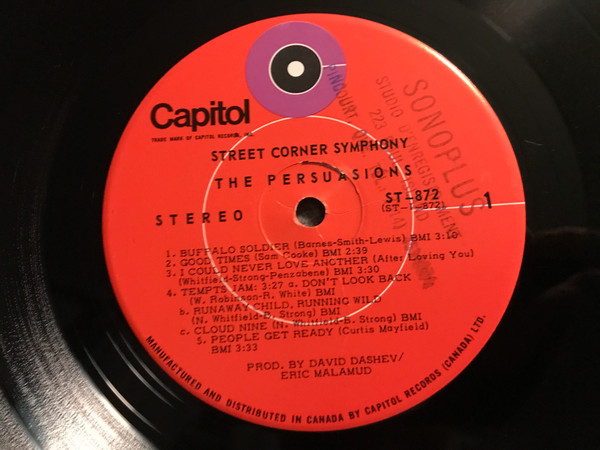 Capitol
TRADE MARK OF CAPITOL RECORDS, INC.
STREET CORNER SYMPHONY
THE PERSUASIONS
STEREO
ST-872
(ST-1-872)
1
1. BUFFALO SOLDIER (Barnes-Smith-Lewis) BMI 3:10
2. GOOD TIMES (Sam Cooke) BMI 2:39
3. I COULD NEVER LOVE ANOTHER (After Loving You)
(Whitfield-Strong-Penzabene) BMI 3:30
4. TEMPTS JAM: 3:27 a. DON'T LOOK BACK
(W. Robinson-R. White) BMI
b. RUNAWAY CHILD, RUNNING WILD
(N. Whitfield-B. Strong) BMI
c. CLOUD NINE (N. Whitfield-B. Strong) BMI
5. PEOPLE GET READY (Curtis Mayfield)
BMI 3:33
PROD. BY DAVID DASHEV/
ERIC MALAMUD
MANUFACTURED AND DISTRIBUTED IN CANADA BY CAPITOL RECORDS (CANADA) LTD.
SONOPLUS
STUDIO D'ENREGISTREMENT
223